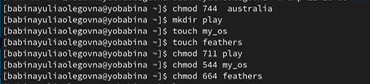 [babinayuliaolegovna@yobabina ~]$ chmod 744  australia
[babinayuliaolegovna@yobabina ~]$ mkdir play
[babinayuliaolegovna@yobabina ~]$ touch my_os
[babinayuliaolegovna@yobabina ~]$ touch feathers
[babinayuliaolegovna@yobabina ~]$ chmod 711 play
[babinayuliaolegovna@yobabina ~]$ chmod 544 my_os
[babinayuliaolegovna@yobabina ~]$ chmod 664 feathers